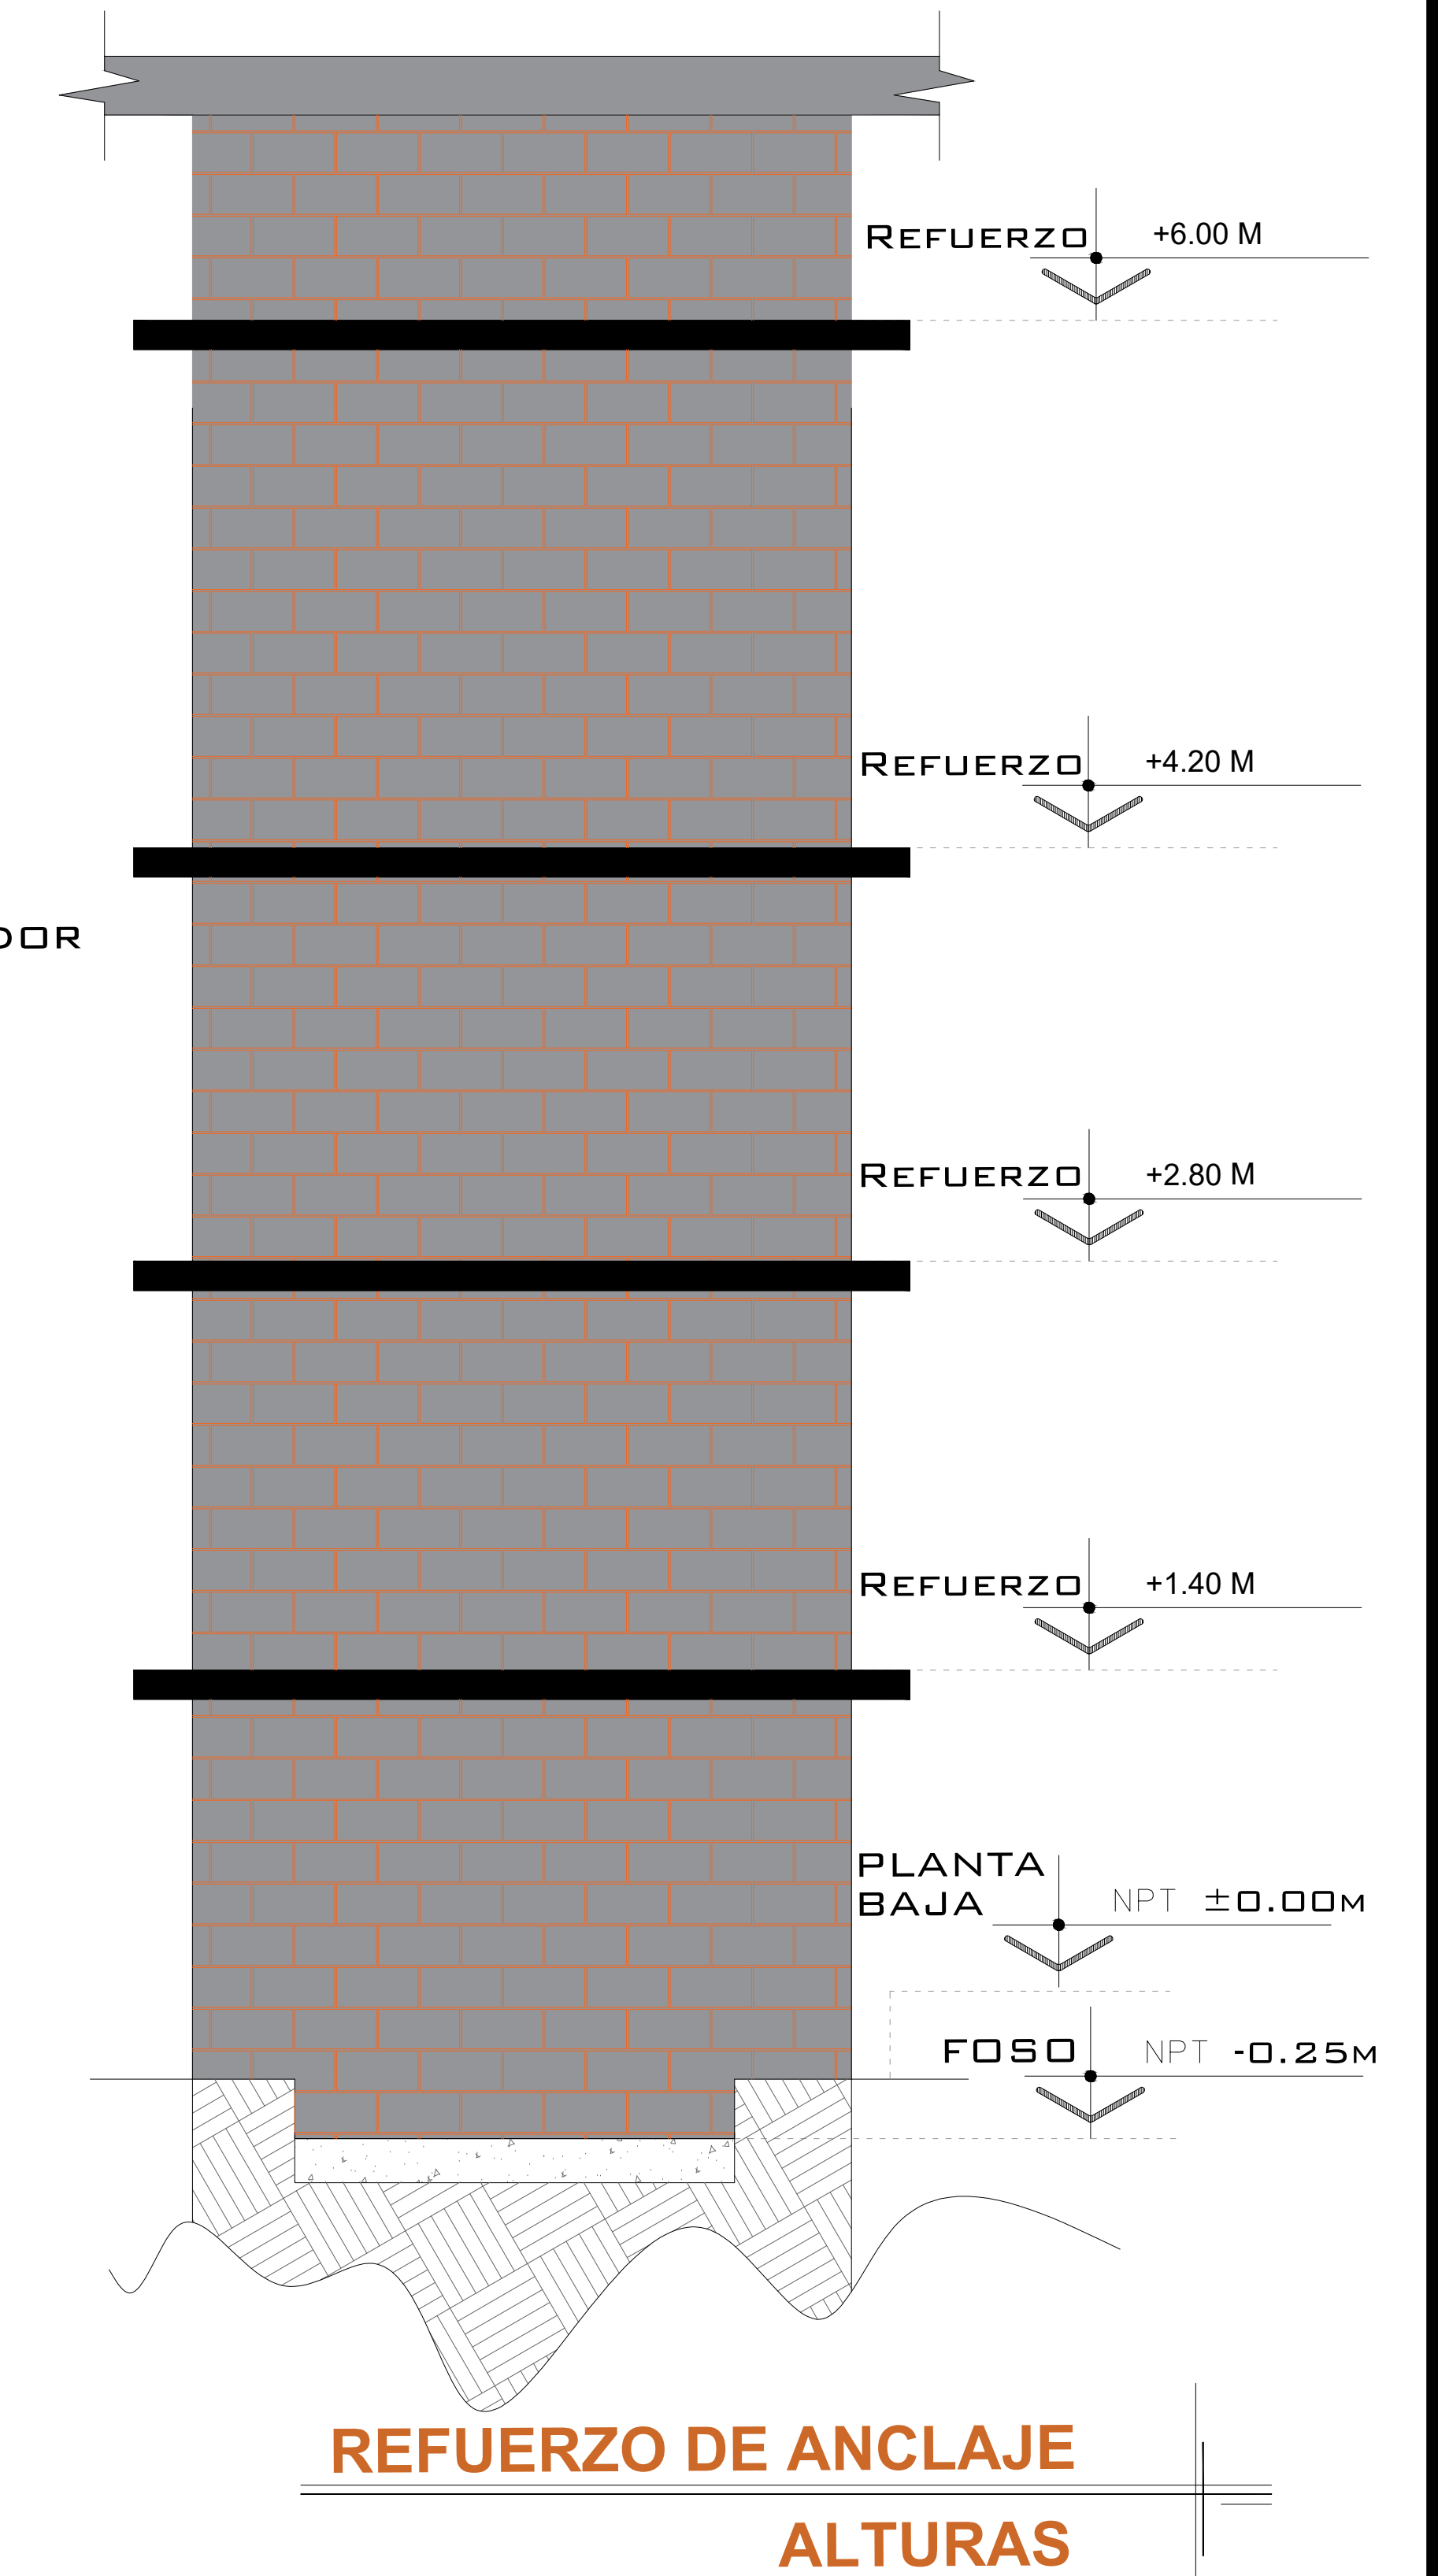 REFUERZO +6.00 M
REFUERZO +4.20 M
DOR
REFUERZO +2.80 M
REFUERZO +1.40 M
PLANTA
BAJA NPT ±0.00M
FOSO NPT -0.25M
REFUERZO DE ANCLAJE
ALTURAS